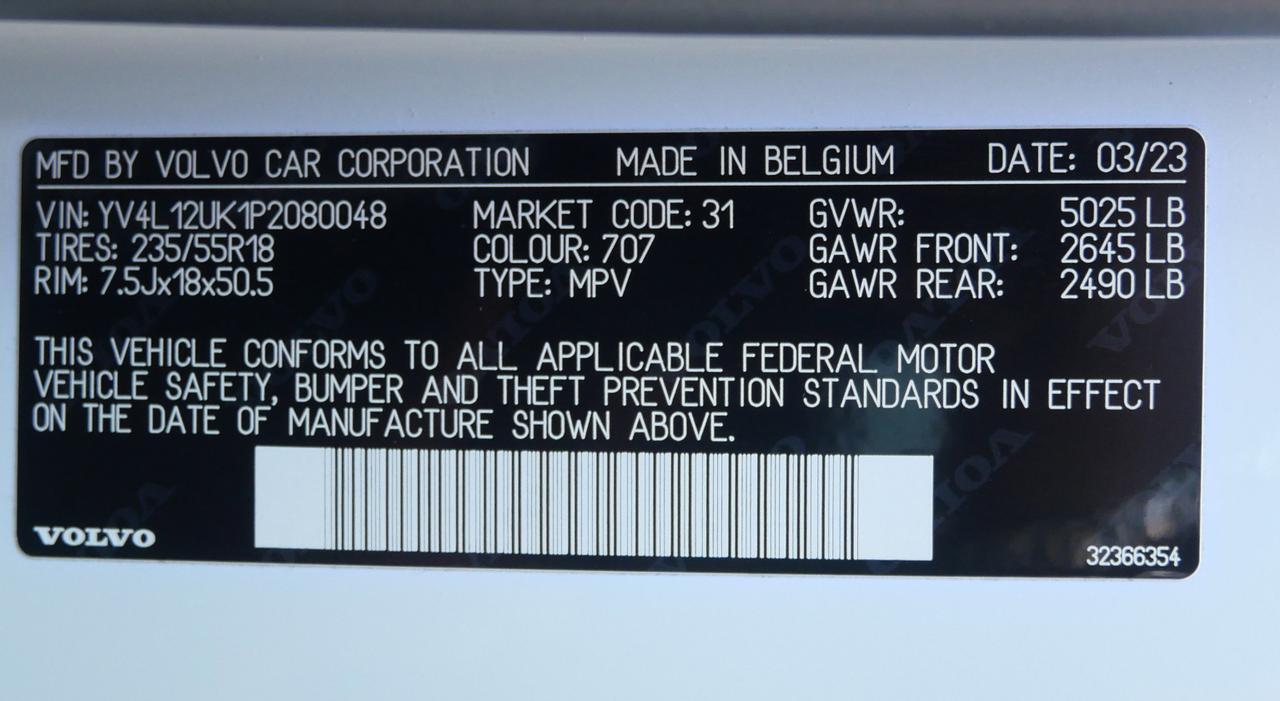 MFD BY VOLVO CAR CORPORATION MADE IN BELGIUM DATE: 03/23
VIN: YV4L12UK1P2080048 MARKET CODE: 31 GVWR: 5025 LB
TIRES: 235/55R18 COLOUR: 707 GAWR FRONT: 2645 LB
RIM: 7.5Jx18x50.5 TYPE: MPV GAWR REAR: 2490 LB
THIS VEHICLE CONFORMS TO ALL APPLICABLE FEDERAL MOTOR
VEHICLE SAFETY, BUMPER AND THEFT PREVENTION STANDARDS IN EFFECT
ON THE DATE OF MANUFACTURE SHOWN ABOVE.
VOLVO
32366354